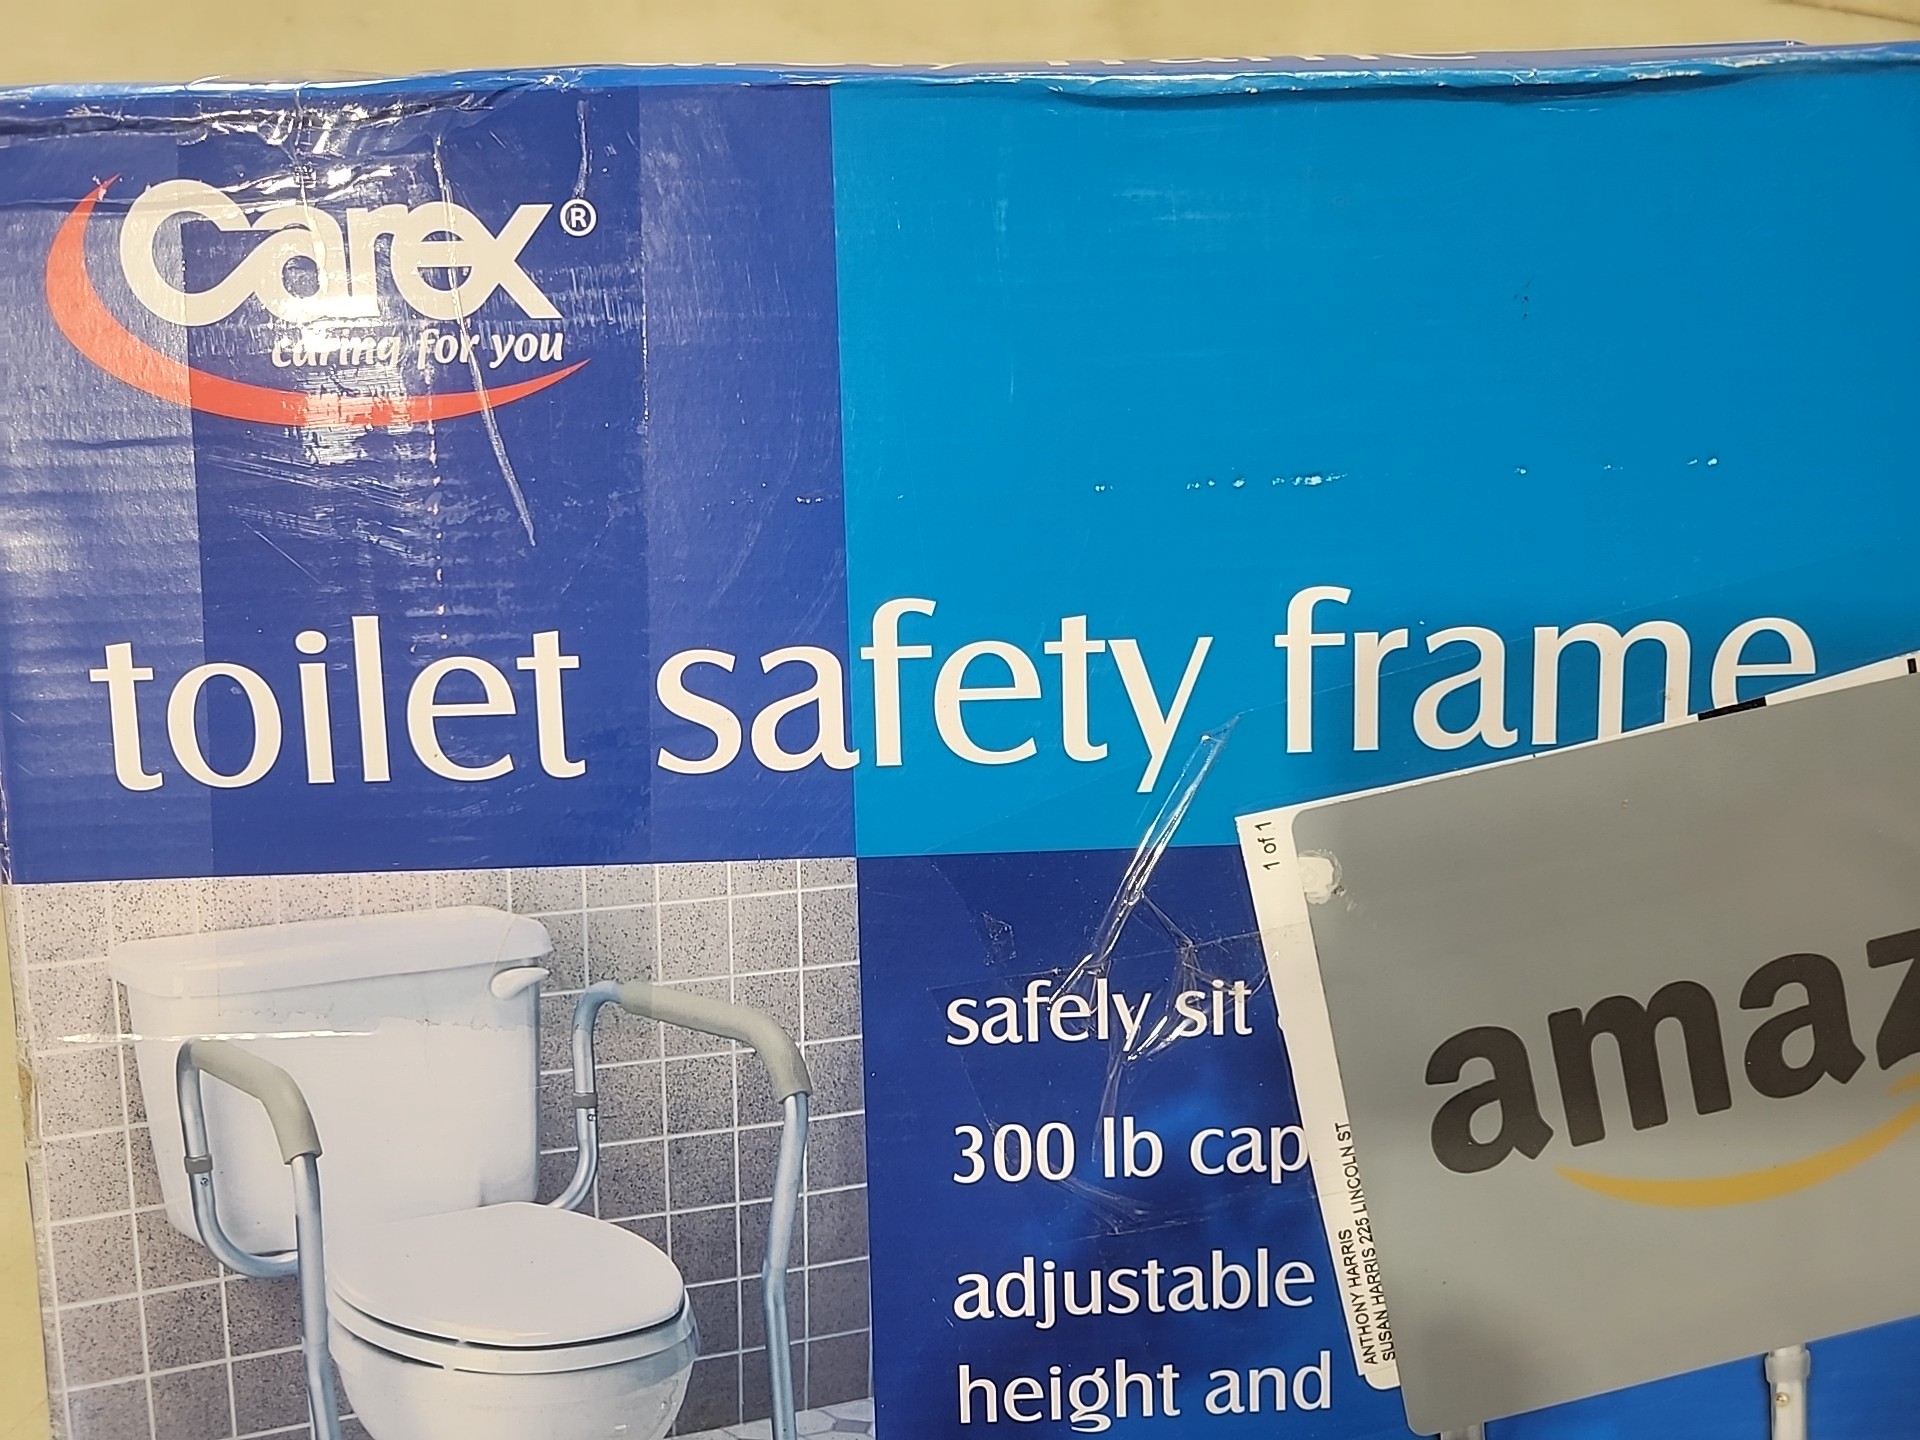 Carex®
caring for you
toilet safety frame
1 of 1
safely sit
300 lb cap
adjustable
height and
ANTHONY HARRIS
SUSAN HARRIS 225 LINCOLN ST
amaz